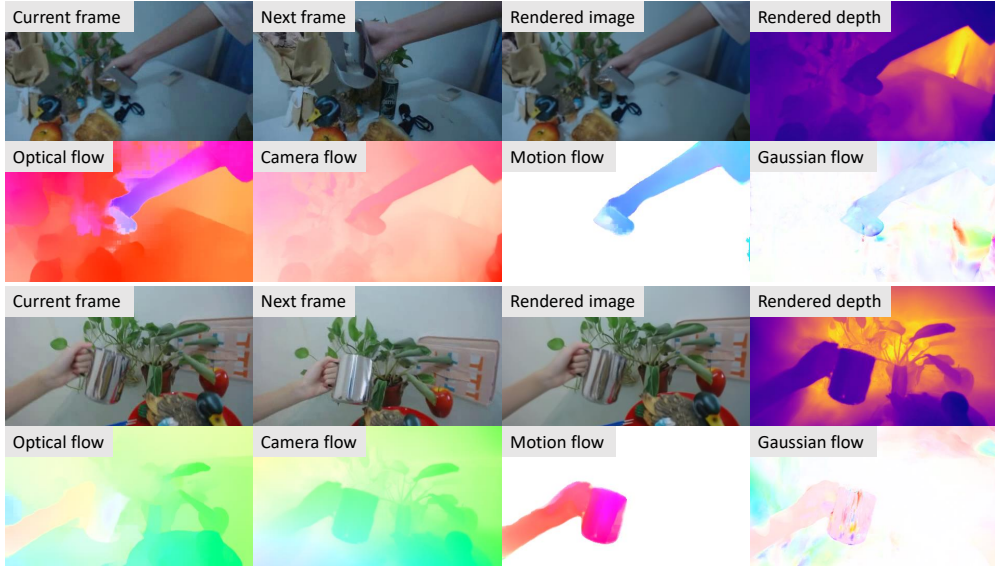 Current frame
Next frame
Rendered image
Rendered depth
Optical flow
Camera flow
Motion flow
Gaussian flow
Current frame
Next frame
Rendered image
Rendered depth
Optical flow
Camera flow
Motion flow
Gaussian flow